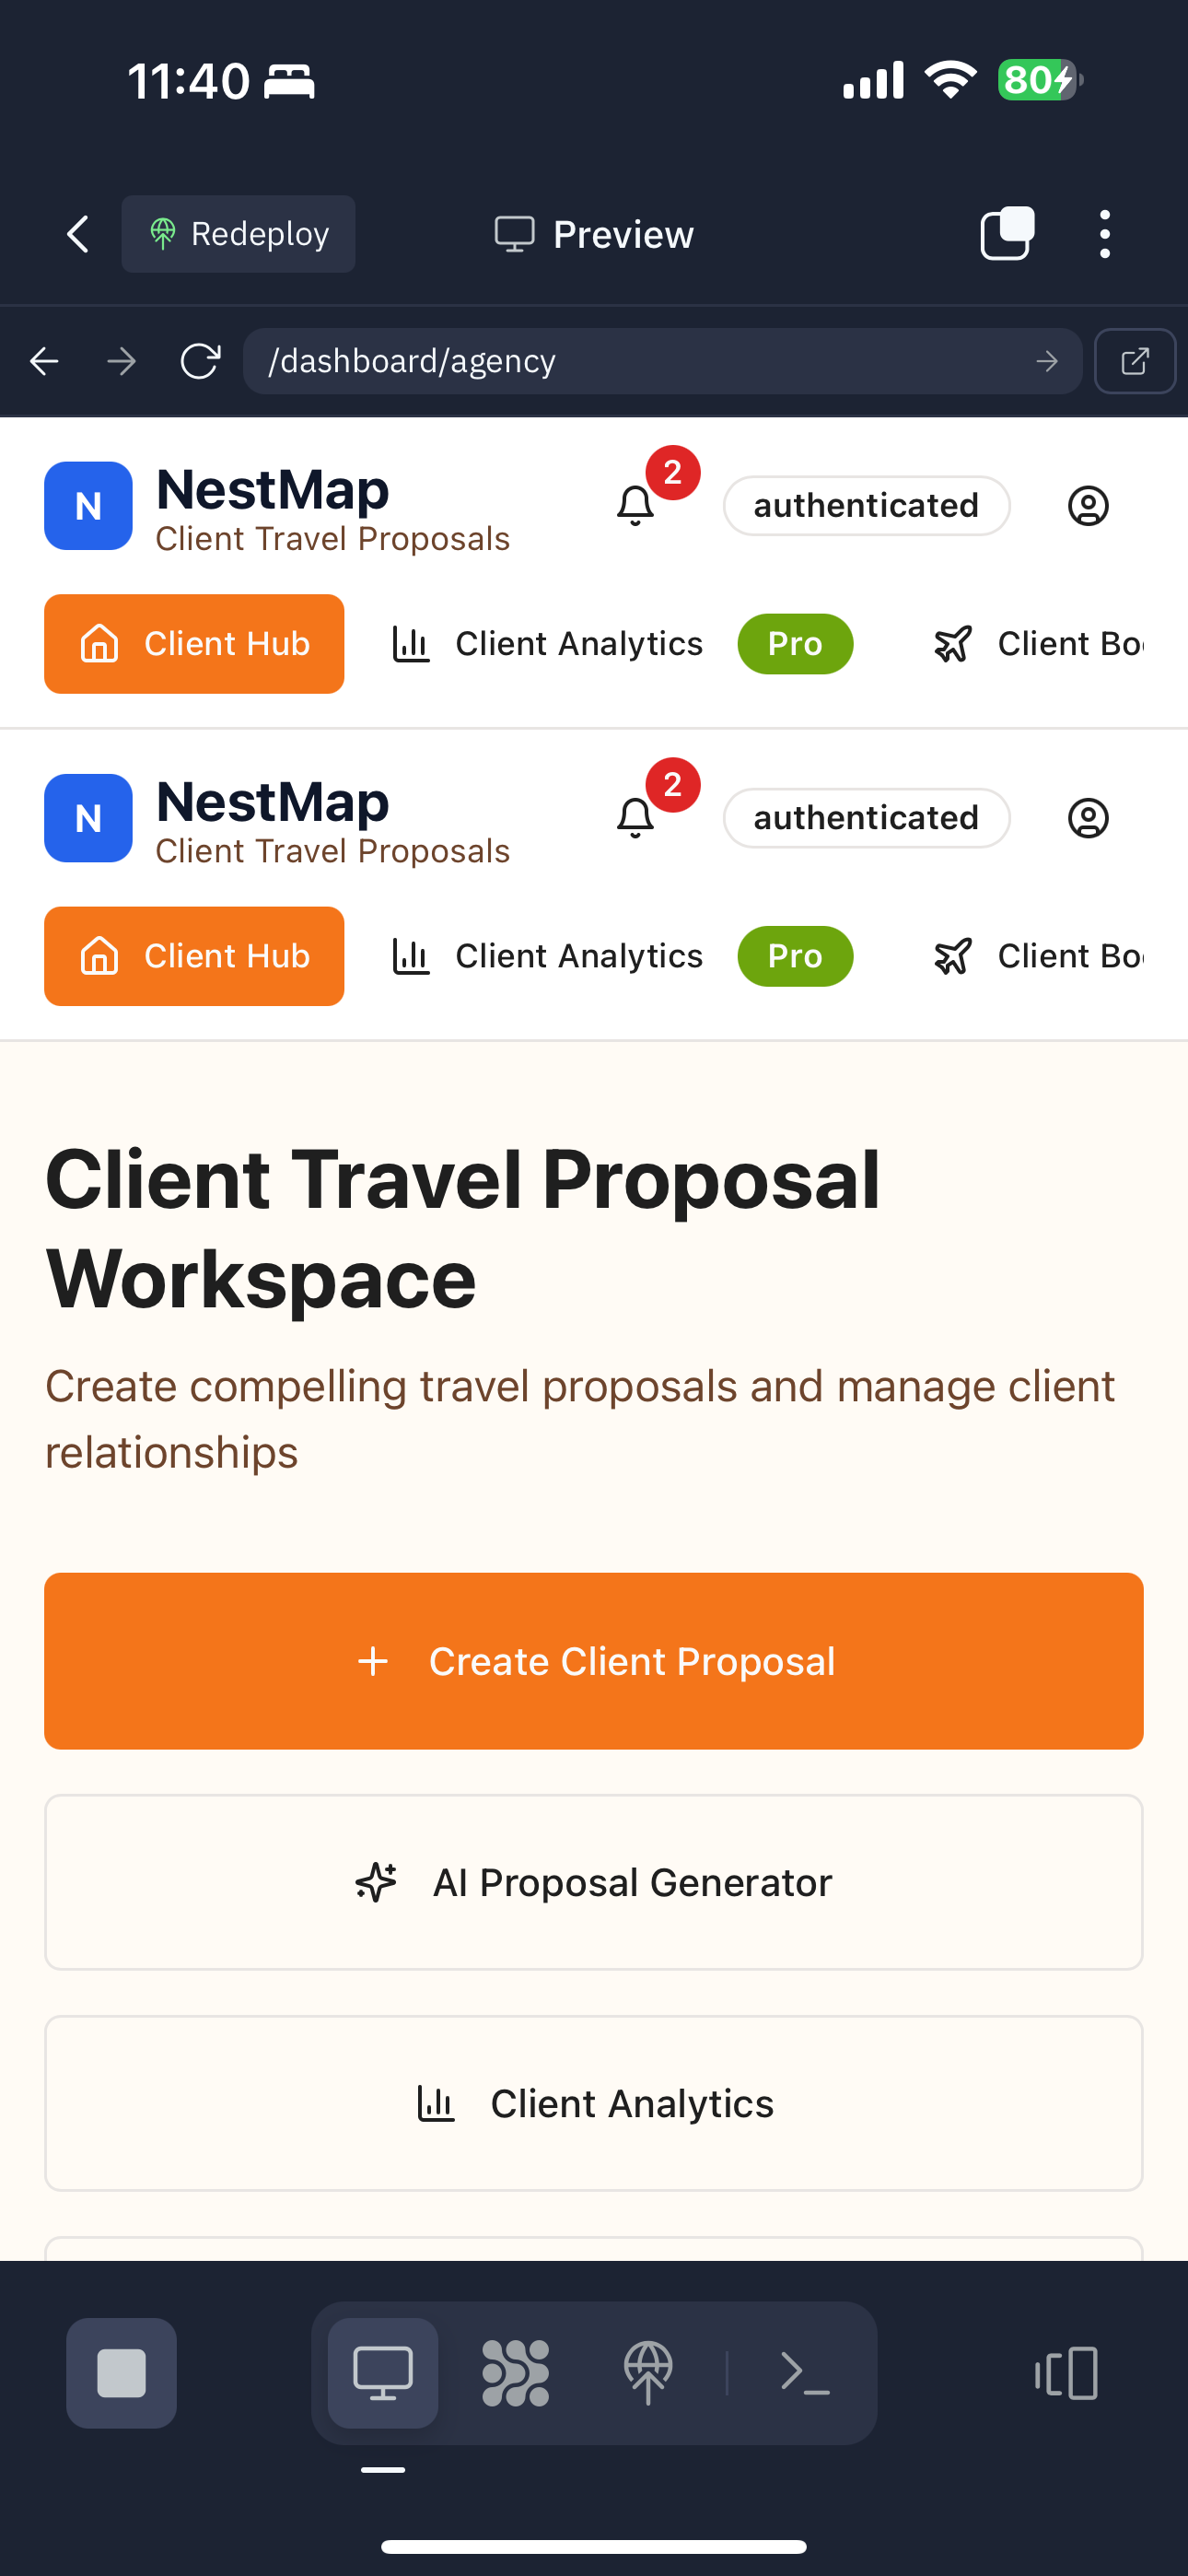 11:40
80
Redeploy
Preview
/dashboard/agency
N
NestMap
Client Travel Proposals
2
authenticated
Client Hub
Client Analytics
Pro
Client Bo
N
NestMap
Client Travel Proposals
2
authenticated
Client Hub
Client Analytics
Pro
Client Bo
Client Travel Proposal
Workspace
Create compelling travel proposals and manage client
relationships
Create Client Proposal
AI Proposal Generator
Client Analytics